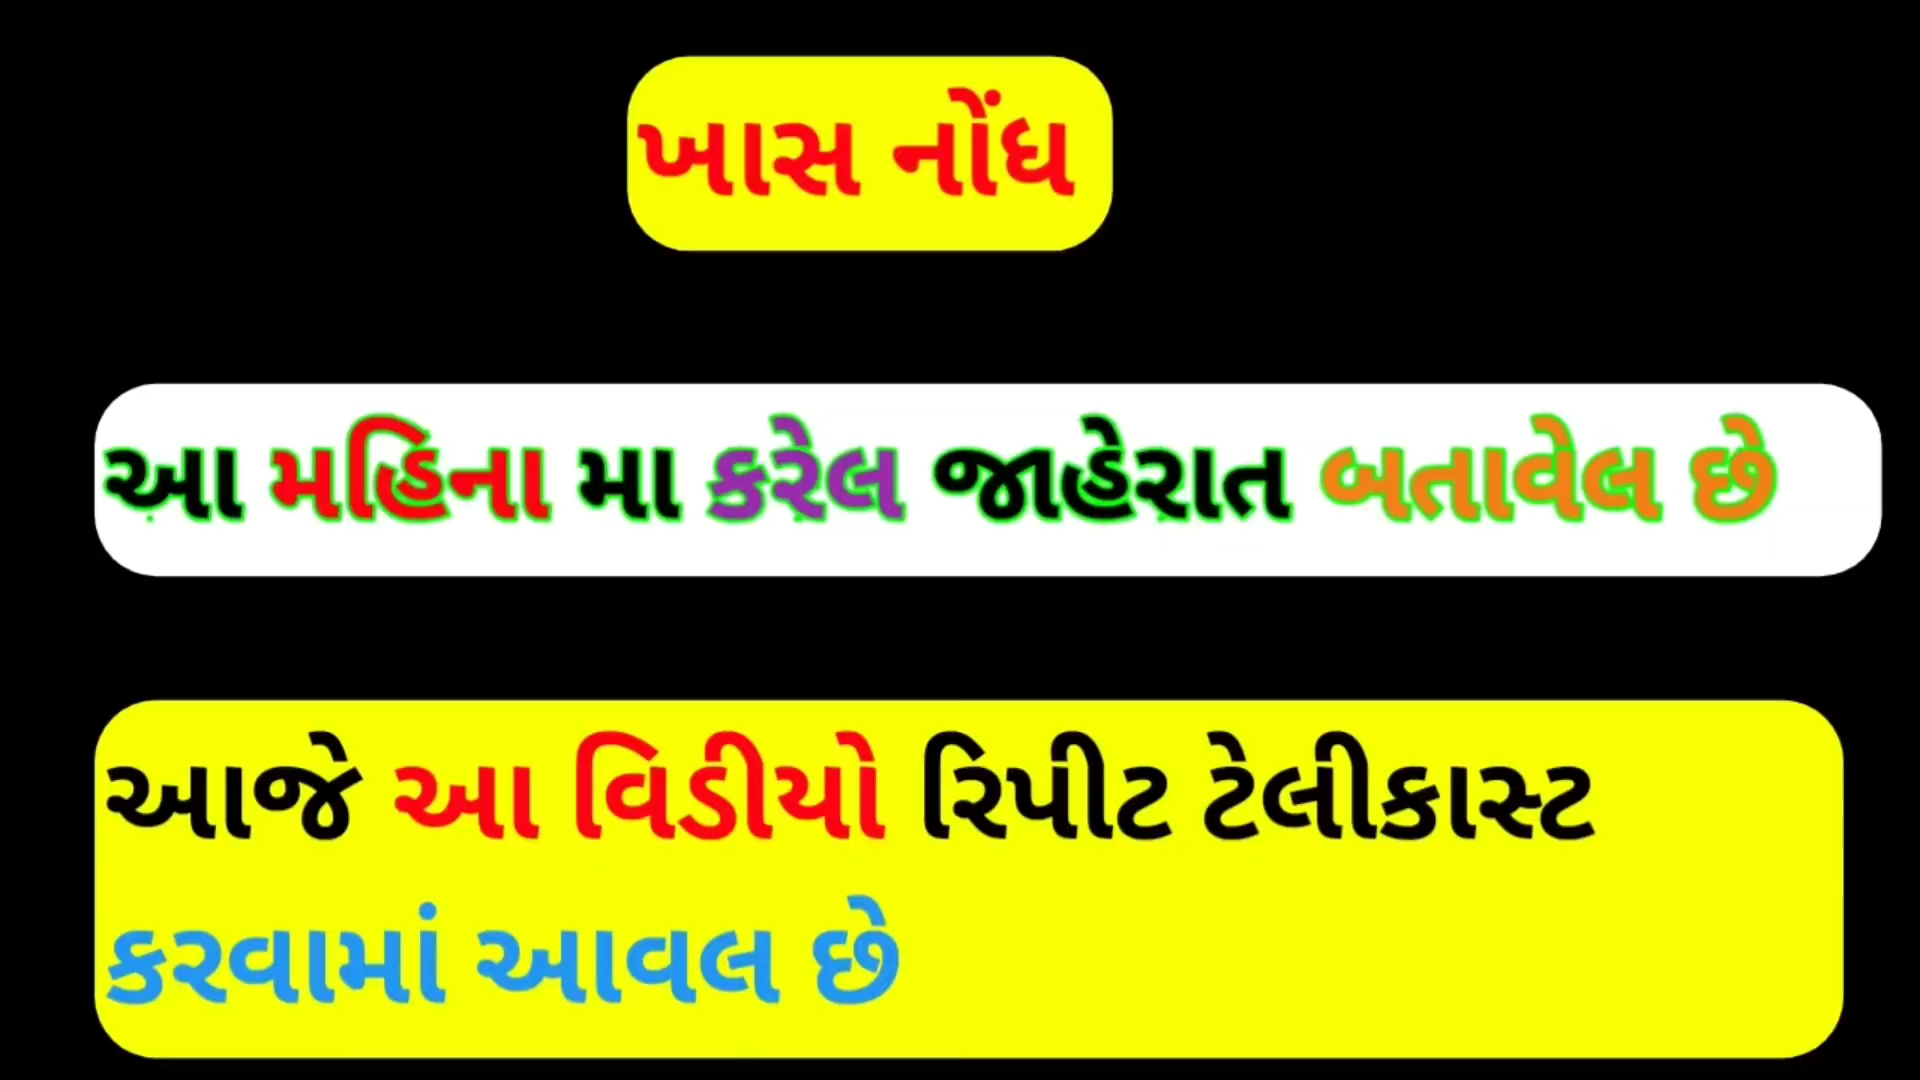 ખાસ નોંધ
આ મહિના મા કરેલ જાહેરાત બતાવેલ છે
આજે આ વિડીયો રિપીટ ટેલીકાસ્ટ
કરવામાં આવલ છે